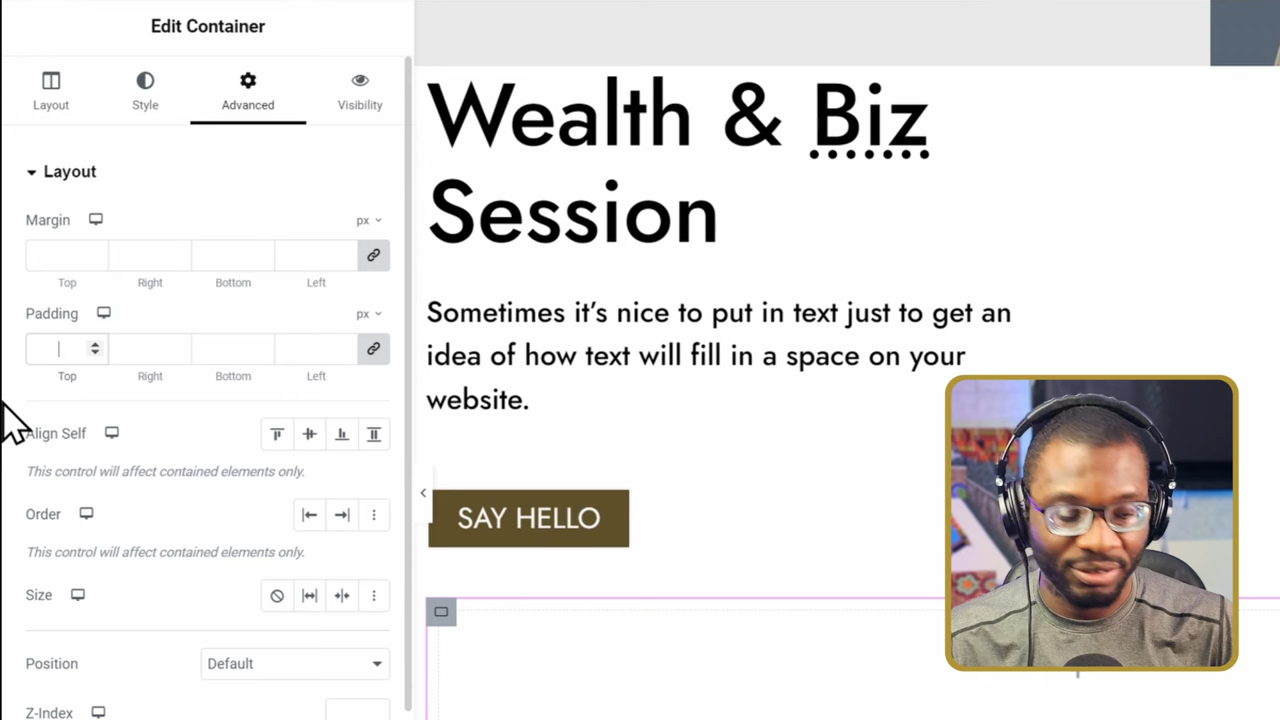 Edit Container
Layout
Style
Advanced
Visibility
Layout
Margin
px
Top
Right
Bottom
Left
Padding
px
Top
Right
Bottom
Left
Align Self
This control will affect contained elements only.
Order
This control will affect contained elements only.
Size
Position
Default
Z-Index
Wealth & Biz
Session
Sometimes it’s nice to put in text just to get an
idea of how text will fill in a space on your
website.
SAY HELLO